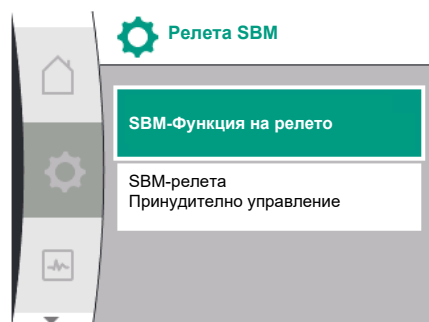 Релета SBM
SBM-Функция на релето
SBM-релета
Принудително управление